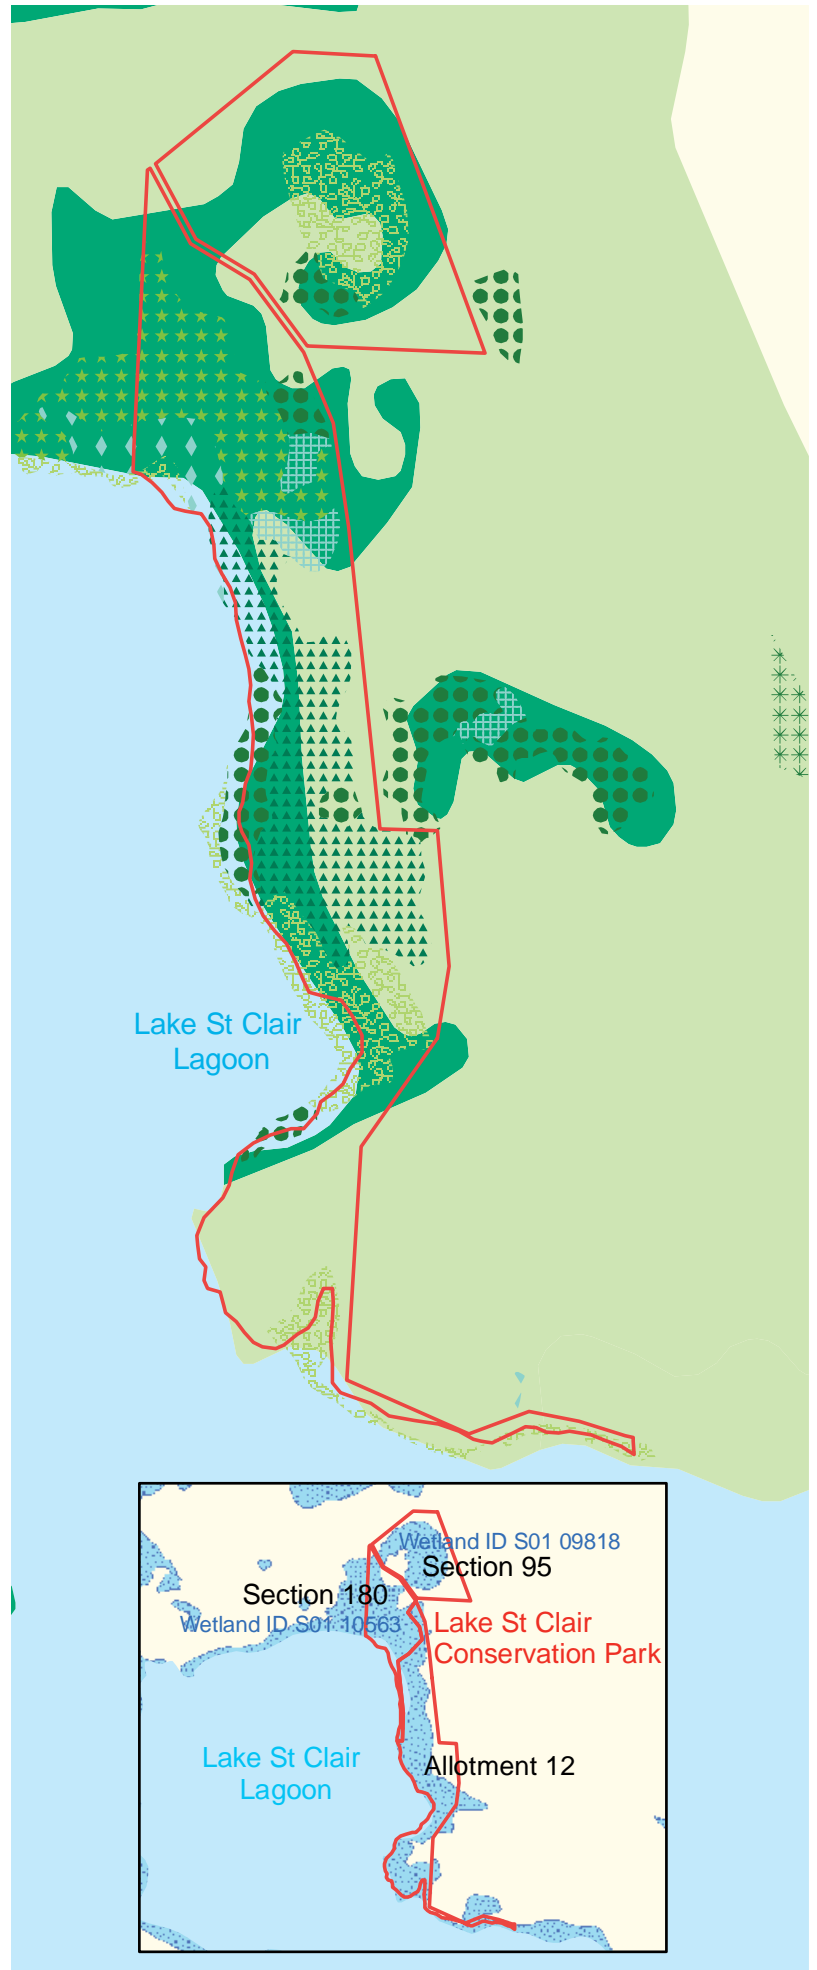 Lake St Clair
Lagoon
Wetland ID S01 09818
Section 95
Section 180
Wetland ID S01 10563
Lake St Clair
Conservation Park
Lake St Clair
Lagoon
Allotment 12